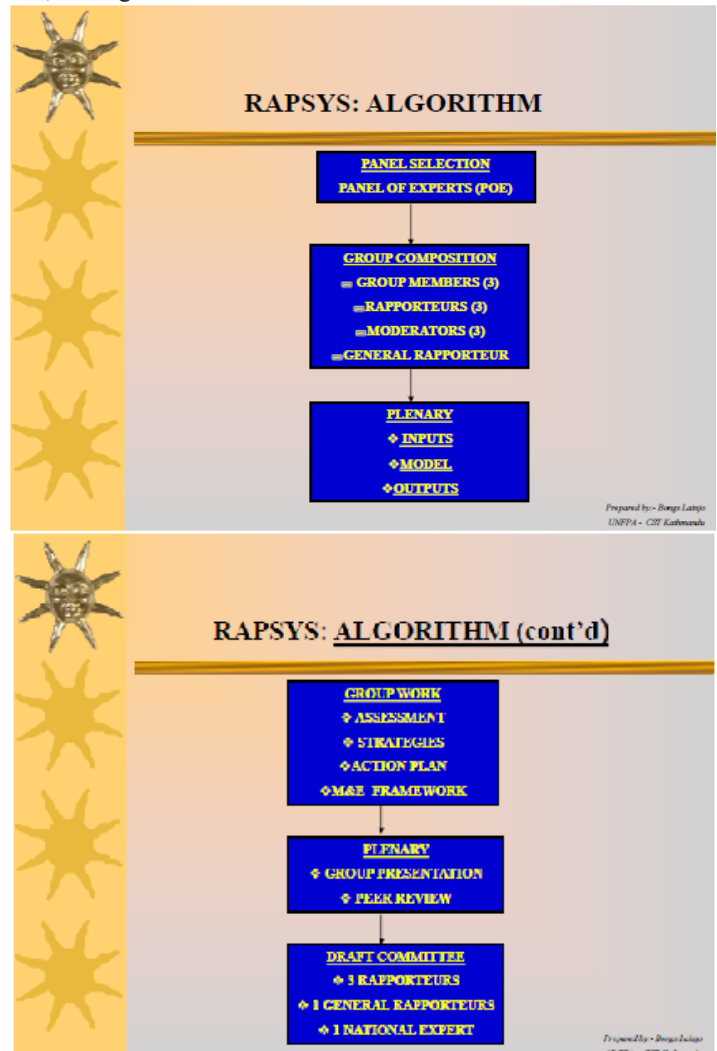 RAPSYS: ALGORITHM
PANEL SELECTION
PANEL OF EXPERTS (POE)
GROUP COMPOSITION
GROUP MEMBERS (3)
RAPPORTEURS (3)
MODERATORS (3)
GENERAL RAPPORTEUR
PLENARY
❖ INPUTS
❖MODEL
❖OUTPUTS
Prepared by:- Bongs Lainjo
UNFPA - CST Kathmandu
RAPSYS: ALGORITHM (cont'd)
GROUP WORK
❖ ASSESSMENT
❖ STRATEGIES
❖ACTION PLAN
❖M&E FRAMEWORK
PLENARY
❖ GROUP PRESENTATION
❖ PEER REVIEW
DRAFT COMMITTEE
❖ 3 RAPPORTEURS
❖ 1 GENERAL RAPPORTEURS
❖ 1 NATIONAL EXPERT
Prepared by - Bongs Lainjo